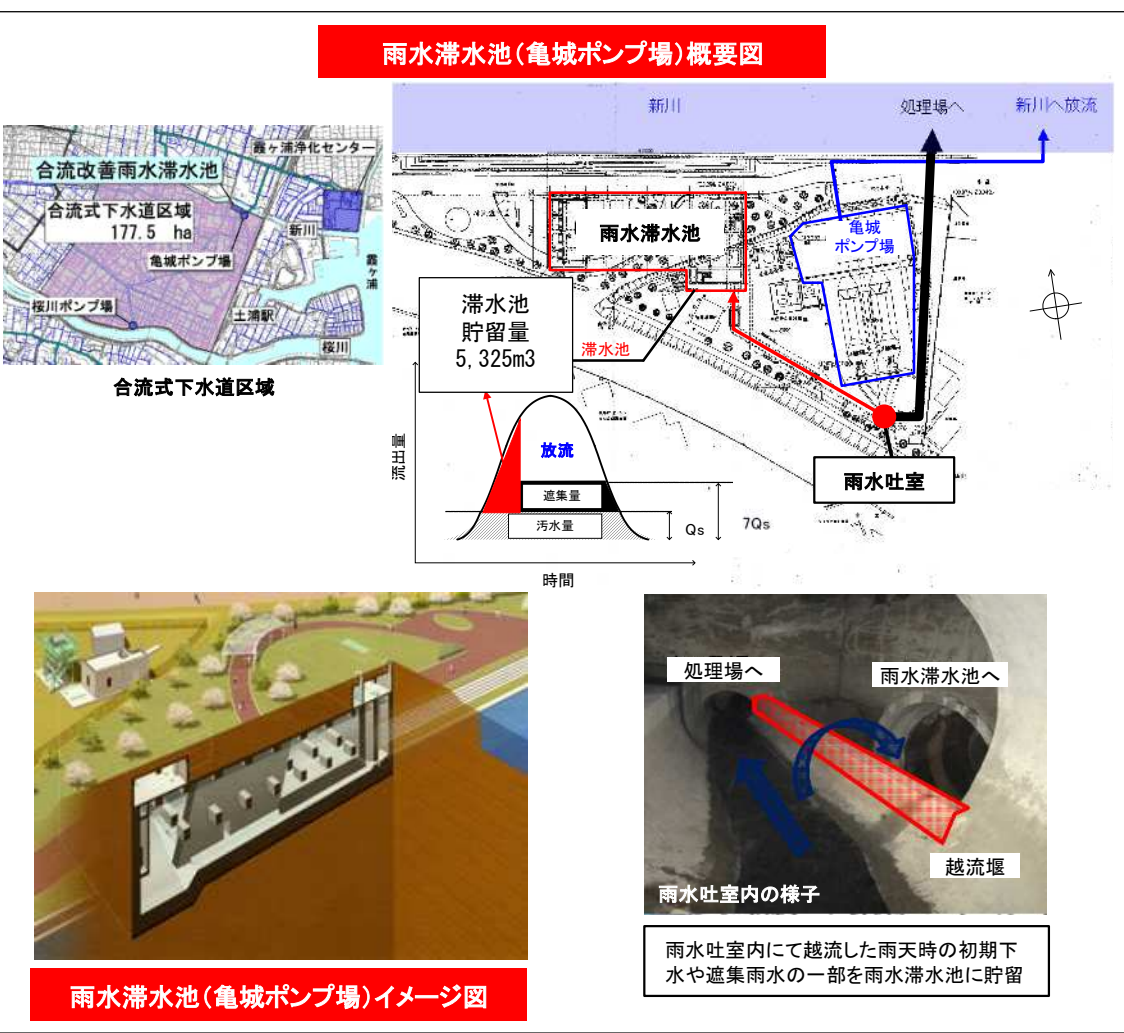 雨水滞水池(亀城ポンプ場)概要図
新川
処理場へ
新川へ放流
霞ヶ浦浄化センター
合流改善雨水滞水池
合流式下水道区域
177.5 ha
新川
亀城ポンプ場
霞ヶ浦
桜川ポンプ場
土浦駅
桜川
合流式下水道区域
雨水滞水池
亀城
ポンプ場
滞水池
貯留量
5,325m3
滞水池
雨水吐室
流出量
放流
遮集量
汚水量
Qs
7Qs
時間
処理場へ
雨水滞水池へ
越流堰
雨水吐室内の様子
雨水吐室内にて越流した雨天時の初期下
水や遮集雨水の一部を雨水滞水池に貯留
雨水滞水池(亀城ポンプ場)イメージ図